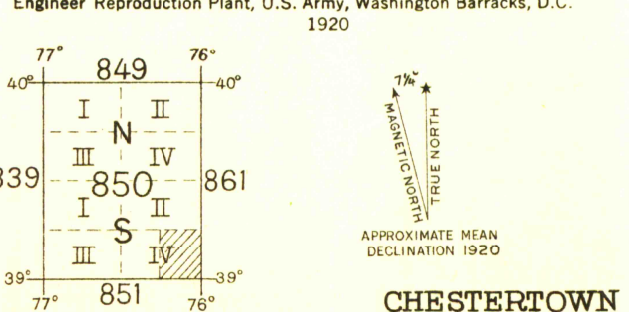 Engineer Reproduction Plant, U.S. Army, Washington Barracks, D.C.
1920
77° 849 76°
40° 40°
I II
N
III IV
839 850 861
I II
S
III IV
39° 39°
77° 851 76°
7¼°
MAGNETIC NORTH
TRUE NORTH
APPROXIMATE MEAN
DECLINATION 1920
CHESTERTOWN